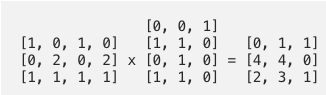 [0, 0, 1]
[1, 0, 1, 0] [1, 1, 0] [0, 1, 1]
[0, 2, 0, 2] x [0, 1, 0] = [4, 4, 0]
[1, 1, 1, 1] [1, 1, 0] [2, 3, 1]